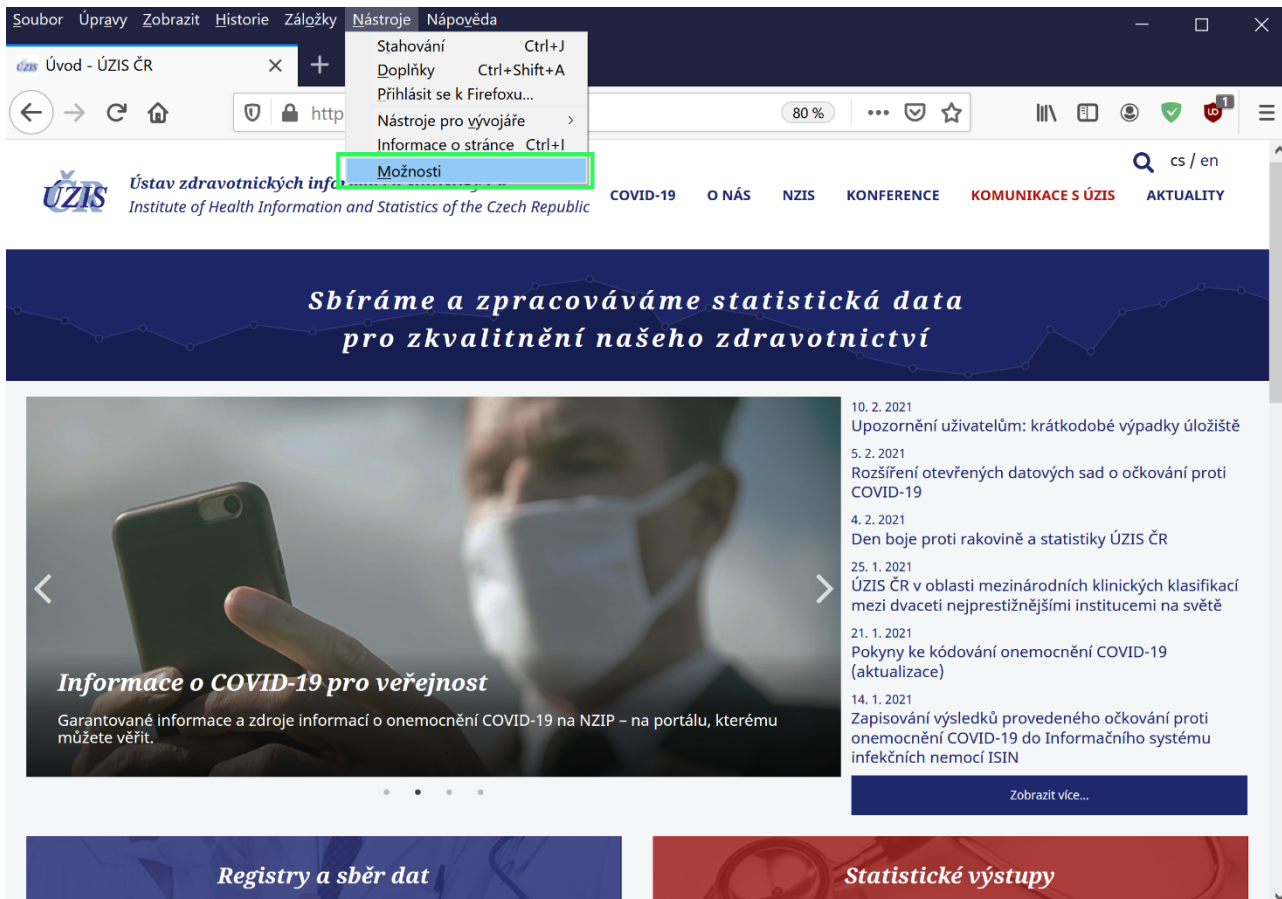 Soubor Úpravy Zobrazit Historie Záložky Nástroje Nápověda
Úvod - ÚZIS ČR
Stahování Ctrl+J
Doplňky Ctrl+Shift+A
Přihlásit se k Firefoxu...
Nástroje pro vývojáře
Informace o stránce Ctrl+I
Možnosti
http
80 %
1
cs / en
ÚZIS
Ústav zdravotnických
Institute of Health Information and Statistics of the Czech Republic
COVID-19 O NÁS NZIS KONFERENCE KOMUNIKACE S ÚZIS AKTUALITY
Sbíráme a zpracováváme statistická data
pro zkvalitnění našeho zdravotnictví
Informace o COVID-19 pro veřejnost
Garantované informace a zdroje informací o onemocnění COVID-19 na NZIP – na portálu, kterému
můžete věřit.
10. 2. 2021
Upozornění uživatelům: krátkodobé výpadky úložiště
5. 2. 2021
Rozšíření otevřených datových sad o očkování proti
COVID-19
4. 2. 2021
Den boje proti rakovině a statistiky ÚZIS ČR
25. 1. 2021
ÚZIS ČR v oblasti mezinárodních klinických klasifikací
mezi dvaceti nejprestižnějšími institucemi na světě
21. 1. 2021
Pokyny ke kódování onemocnění COVID-19
(aktualizace)
14. 1. 2021
Zapisování výsledků provedeného očkování proti
onemocnění COVID-19 do Informačního systému
infekčních nemocí ISIN
Zobrazit více...
Registry a sběr dat
Statistické výstupy